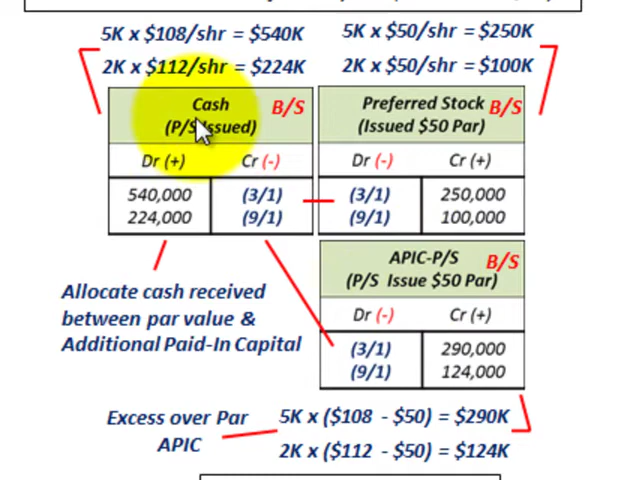 5K x $108/shr = $540K
2K x $112/shr = $224K
5K x $50/shr = $250K
2K x $50/shr = $100K
Cash B/S
(P/S Issued)
Dr (+) Cr (-)
540,000 (3/1)
224,000 (9/1)
Preferred Stock B/S
(Issued $50 Par)
Dr (-) Cr (+)
(3/1) 250,000
(9/1) 100,000
APIC-P/S B/S
(P/S Issue $50 Par)
Dr (-) Cr (+)
(3/1) 290,000
(9/1) 124,000
Allocate cash received
between par value &
Additional Paid-In Capital
Excess over Par
APIC
5K x ($108 - $50) = $290K
2K x ($112 - $50) = $124K